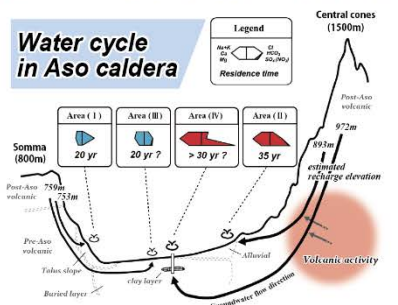 Water cycle
in Aso caldera
Legend
Na+K
Ca
Mg
Cl
HCO3
SO4(NO3)
Residence time
Central cones
(1500m)
Area ( I )
20 yr
Area (III)
20 yr ?
Area (IV)
> 30 yr ?
Area (II)
35 yr
Post-Aso
volcanic
972m
893m
estimated
recharge elevation
Somma
(800m)
Post-Aso
volcanic
759m
753m
Pre-Aso
volcanic
Talus slope
Buried layer
clay layer
Alluvial
Volcanic activity
Groundwater flow direction